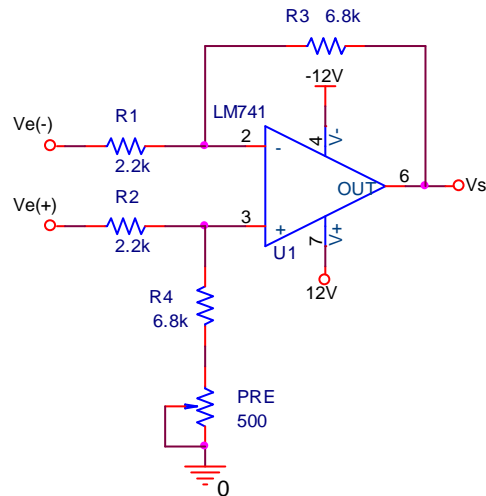 R3 6.8k
-12V
R1
LM741
Ve(-)
2
-
4
V-
2.2k
R2
OUT
6
Vs
Ve(+)
3
+
7
V+
2.2k
U1
R4
6.8k
12V
PRE
500
0